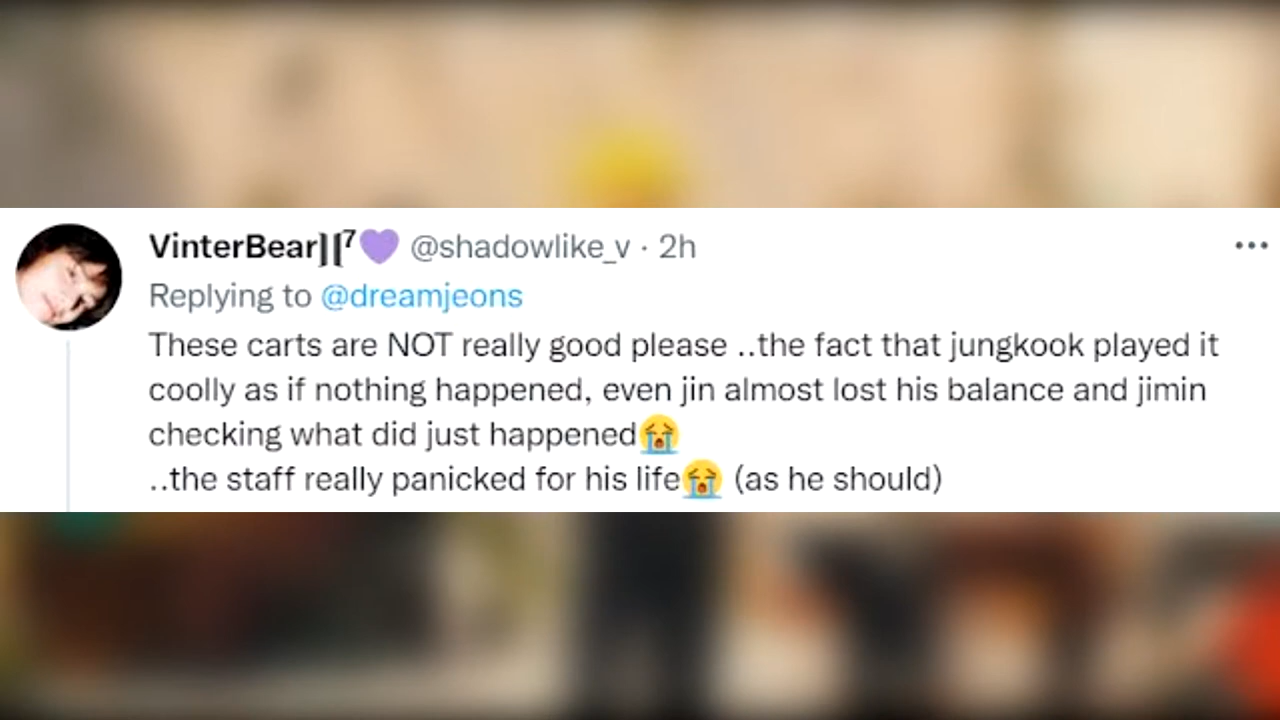 VinterBear⟭⟬⁷💜 @shadowlike_v · 2h
Replying to @dreamjeons
These carts are NOT really good please ..the fact that jungkook played it
coolly as if nothing happened, even jin almost lost his balance and jimin
checking what did just happened😭
..the staff really panicked for his life😭 (as he should)